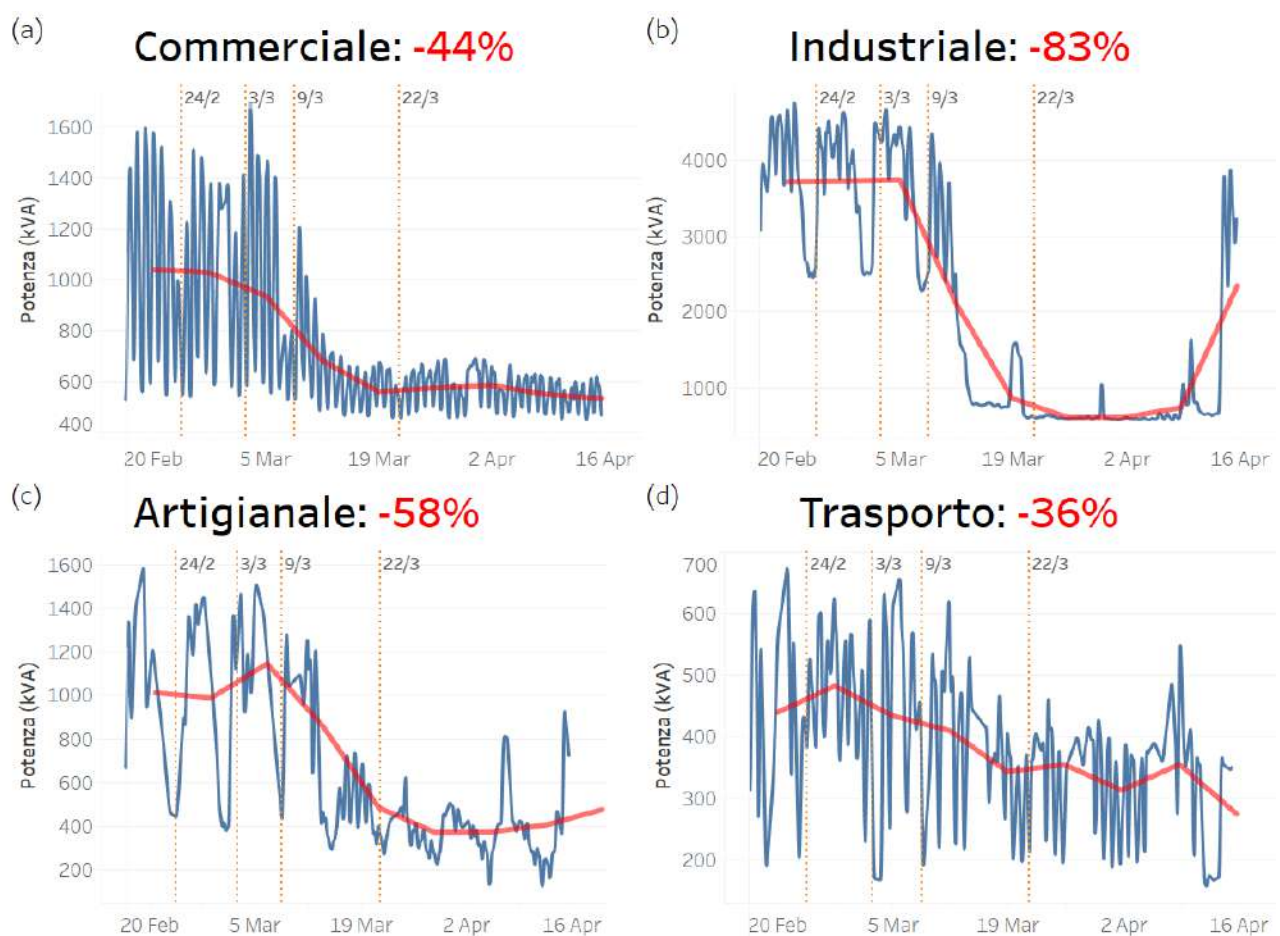 (a)
Commerciale: -44%
24/2 3/3 9/3 22/3
Potenza (kVA)
1600
1400
1200
1000
800
600
400
20 Feb 5 Mar 19 Mar 2 Apr 16 Apr
(b)
Industriale: -83%
24/2 3/3 9/3 22/3
Potenza (kVA)
4000
3000
2000
1000
20 Feb 5 Mar 19 Mar 2 Apr 16 Apr
(c)
Artigianale: -58%
24/2 3/3 9/3 22/3
Potenza (kVA)
1600
1400
1200
1000
800
600
400
200
20 Feb 5 Mar 19 Mar 2 Apr 16 Apr
(d)
Trasporto: -36%
24/2 3/3 9/3 22/3
Potenza (kVA)
700
600
500
400
300
200
20 Feb 5 Mar 19 Mar 2 Apr 16 Apr